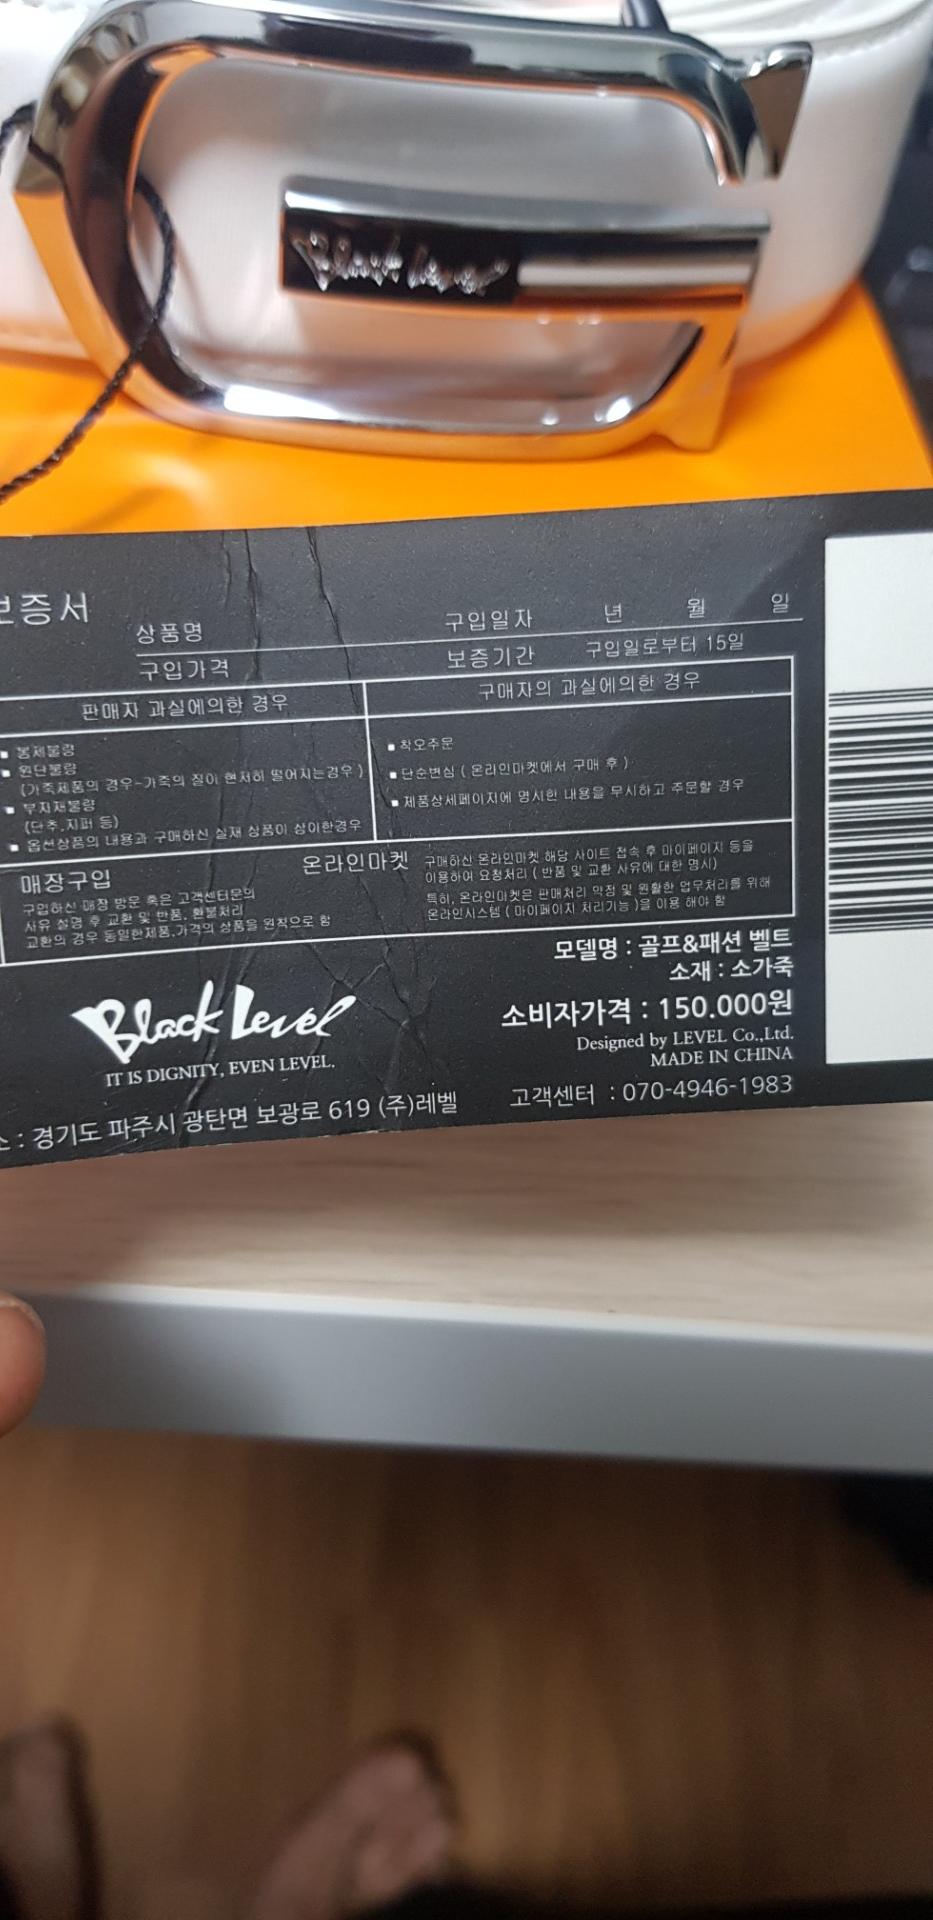 Black Level
보증서
상품명
구입일자 년 월 일
구입가격
보증기간 구입일로부터 15일
판매자 과실에의한 경우
구매자의 과실에의한 경우
▪ 봉제불량
▪ 원단불량
(가죽제품의 경우-가죽의 질이 현저히 떨어지는경우)
▪ 부자재불량
(단추,지퍼 등)
▪ 옵션상품의 내용과 구매하신 실재 상품이 상이한경우
▪ 착오주문
▪ 단순변심 ( 온라인마켓에서 구매 후 )
▪ 제품상세페이지에 명시한 내용을 무시하고 주문할 경우
매장구입
구입하신 매장 방문 혹은 고객센터문의
사유 설명 후 교환 및 반품, 환불처리
교환의 경우 동일한제품,가격의 상품을 원칙으로 함
온라인마켓
구매하신 온라인마켓 해당 사이트 접속 후 마이페이지 등을
이용하여 요청처리 ( 반품 및 교환 사유에 대한 명시)
특히, 온라인마켓은 판매처리 약정 및 원활한 업무처리를 위해
온라인시스템 ( 마이페이지 처리기능 )을 이용 해야 함
모델명 : 골프&패션 벨트
소재 : 소가죽
소비자가격 : 150.000원
Designed by LEVEL Co.,Ltd.
MADE IN CHINA
고객센터 : 070-4946-1983
Black Level
IT IS DIGNITY, EVEN LEVEL.
소 : 경기도 파주시 광탄면 보광로 619 (주)레벨